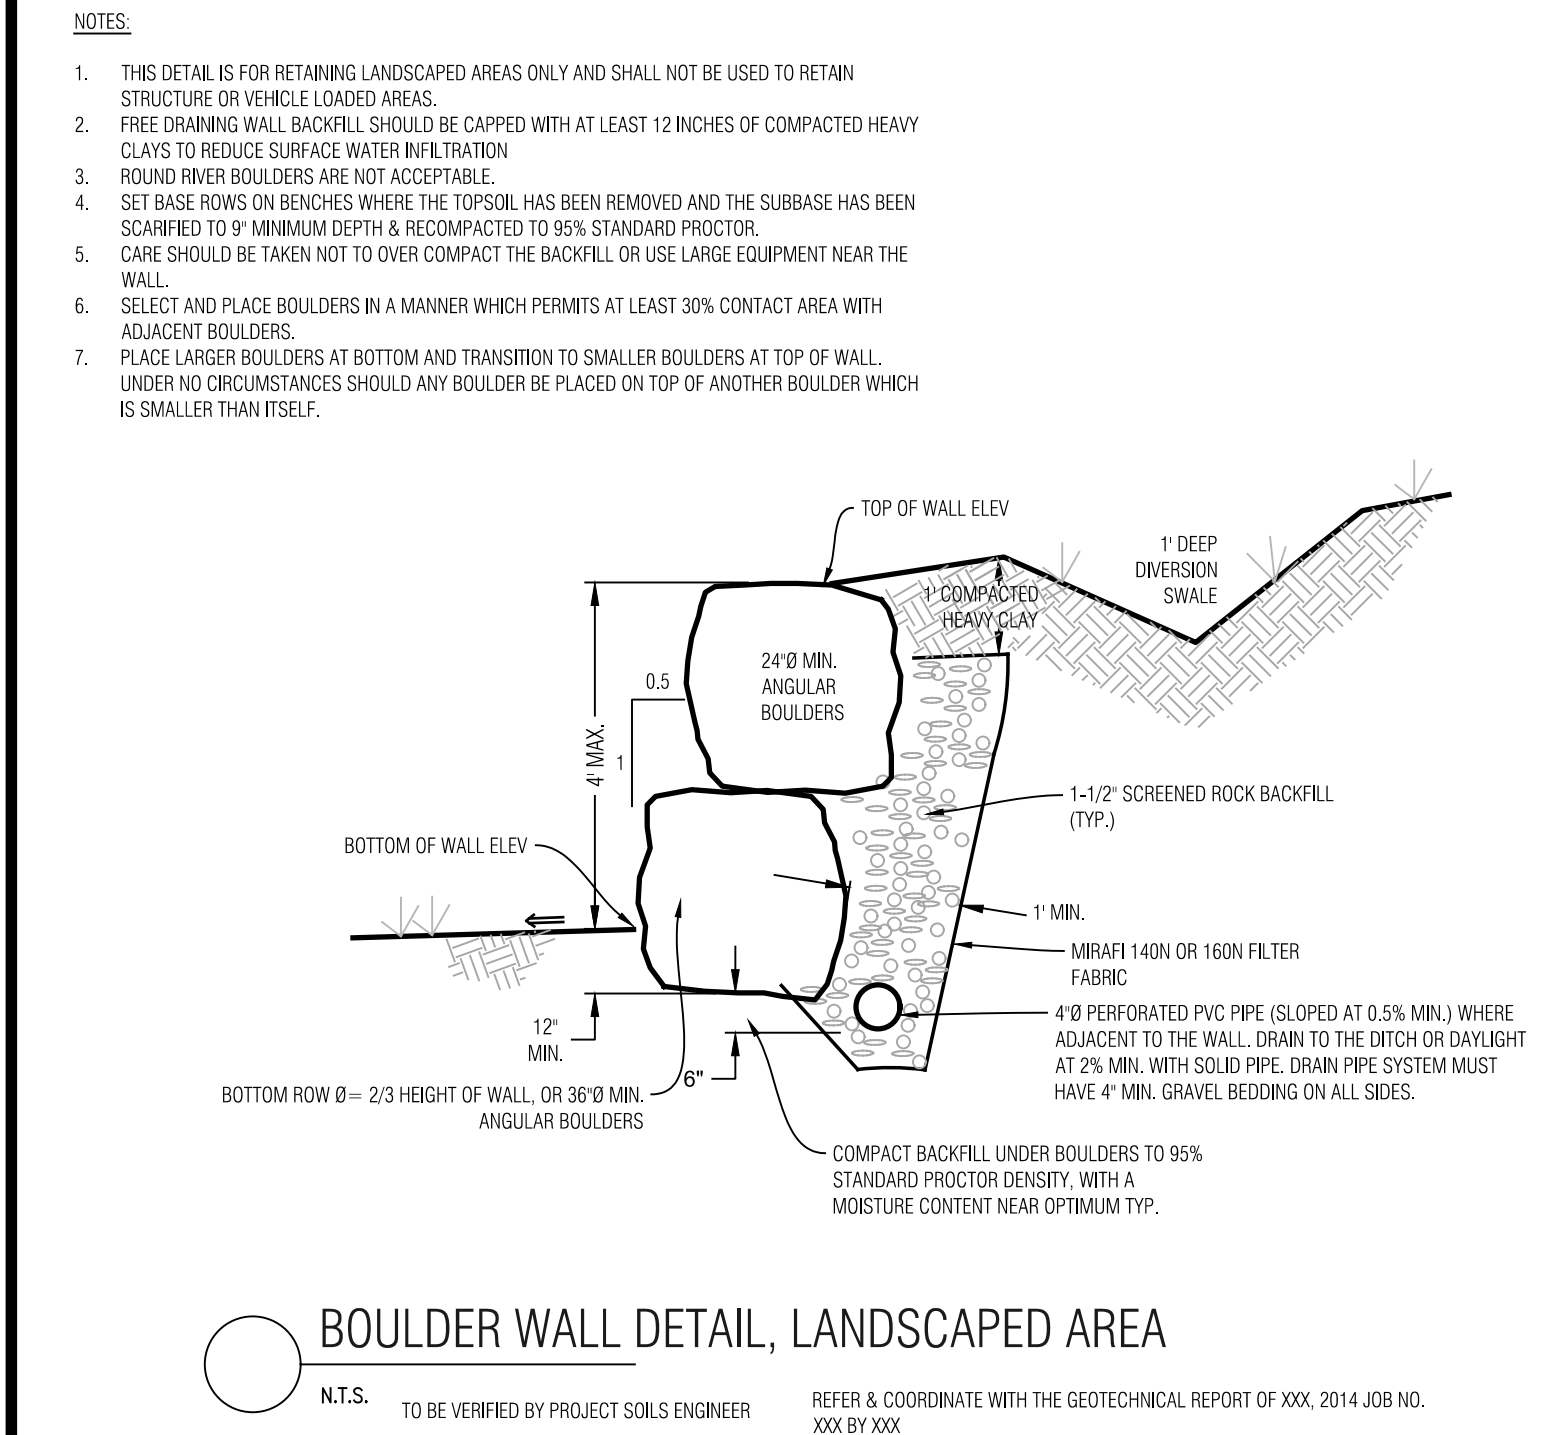 NOTES:
1. THIS DETAIL IS FOR RETAINING LANDSCAPED AREAS ONLY AND SHALL NOT BE USED TO RETAIN
STRUCTURE OR VEHICLE LOADED AREAS.
2. FREE DRAINING WALL BACKFILL SHOULD BE CAPPED WITH AT LEAST 12 INCHES OF COMPACTED HEAVY
CLAYS TO REDUCE SURFACE WATER INFILTRATION
3. ROUND RIVER BOULDERS ARE NOT ACCEPTABLE.
4. SET BASE ROWS ON BENCHES WHERE THE TOPSOIL HAS BEEN REMOVED AND THE SUBBASE HAS BEEN
SCARIFIED TO 9" MINIMUM DEPTH & RECOMPACTED TO 95% STANDARD PROCTOR.
5. CARE SHOULD BE TAKEN NOT TO OVER COMPACT THE BACKFILL OR USE LARGE EQUIPMENT NEAR THE
WALL.
6. SELECT AND PLACE BOULDERS IN A MANNER WHICH PERMITS AT LEAST 30% CONTACT AREA WITH
ADJACENT BOULDERS.
7. PLACE LARGER BOULDERS AT BOTTOM AND TRANSITION TO SMALLER BOULDERS AT TOP OF WALL.
UNDER NO CIRCUMSTANCES SHOULD ANY BOULDER BE PLACED ON TOP OF ANOTHER BOULDER WHICH
IS SMALLER THAN ITSELF.
TOP OF WALL ELEV
1' DEEP
DIVERSION
SWALE
1' COMPACTED
HEAVY CLAY
24"Ø MIN.
ANGULAR
BOULDERS
0.5
1
4' MAX.
1-1/2" SCREENED ROCK BACKFILL
(TYP.)
BOTTOM OF WALL ELEV
1' MIN.
MIRAFI 140N OR 160N FILTER
FABRIC
4"Ø PERFORATED PVC PIPE (SLOPED AT 0.5% MIN.) WHERE
ADJACENT TO THE WALL. DRAIN TO THE DITCH OR DAYLIGHT
AT 2% MIN. WITH SOLID PIPE. DRAIN PIPE SYSTEM MUST
HAVE 4" MIN. GRAVEL BEDDING ON ALL SIDES.
12"
MIN.
6"
BOTTOM ROW Ø= 2/3 HEIGHT OF WALL, OR 36"Ø MIN.
ANGULAR BOULDERS
COMPACT BACKFILL UNDER BOULDERS TO 95%
STANDARD PROCTOR DENSITY, WITH A
MOISTURE CONTENT NEAR OPTIMUM TYP.
BOULDER WALL DETAIL, LANDSCAPED AREA
N.T.S.
TO BE VERIFIED BY PROJECT SOILS ENGINEER
REFER & COORDINATE WITH THE GEOTECHNICAL REPORT OF XXX, 2014 JOB NO.
XXX BY XXX